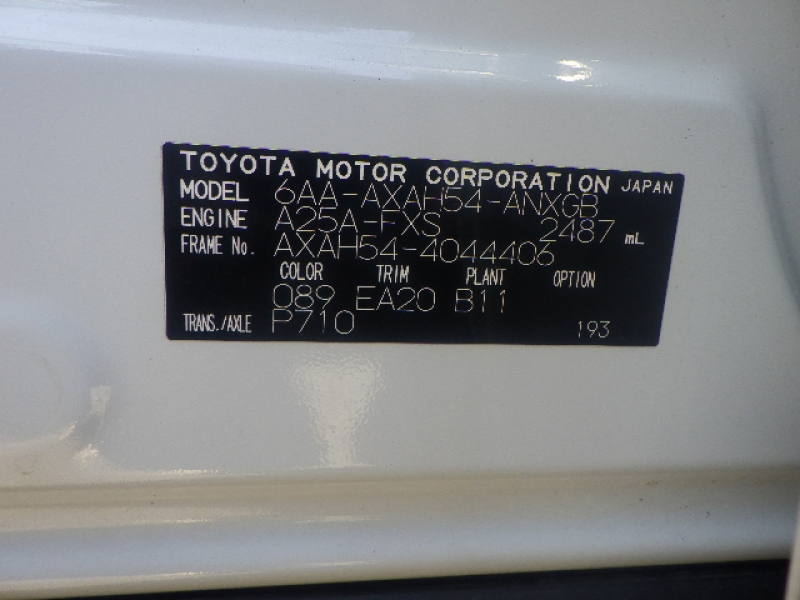 TOYOTA MOTOR CORPORATION JAPAN
MODEL 6AA-AXAH54-ANXGB
ENGINE A25A-FXS 2487 mL
FRAME No. AXAH54-4044406
COLOR TRIM PLANT OPTION
089 EA20 B11
TRANS./AXLE P710 193